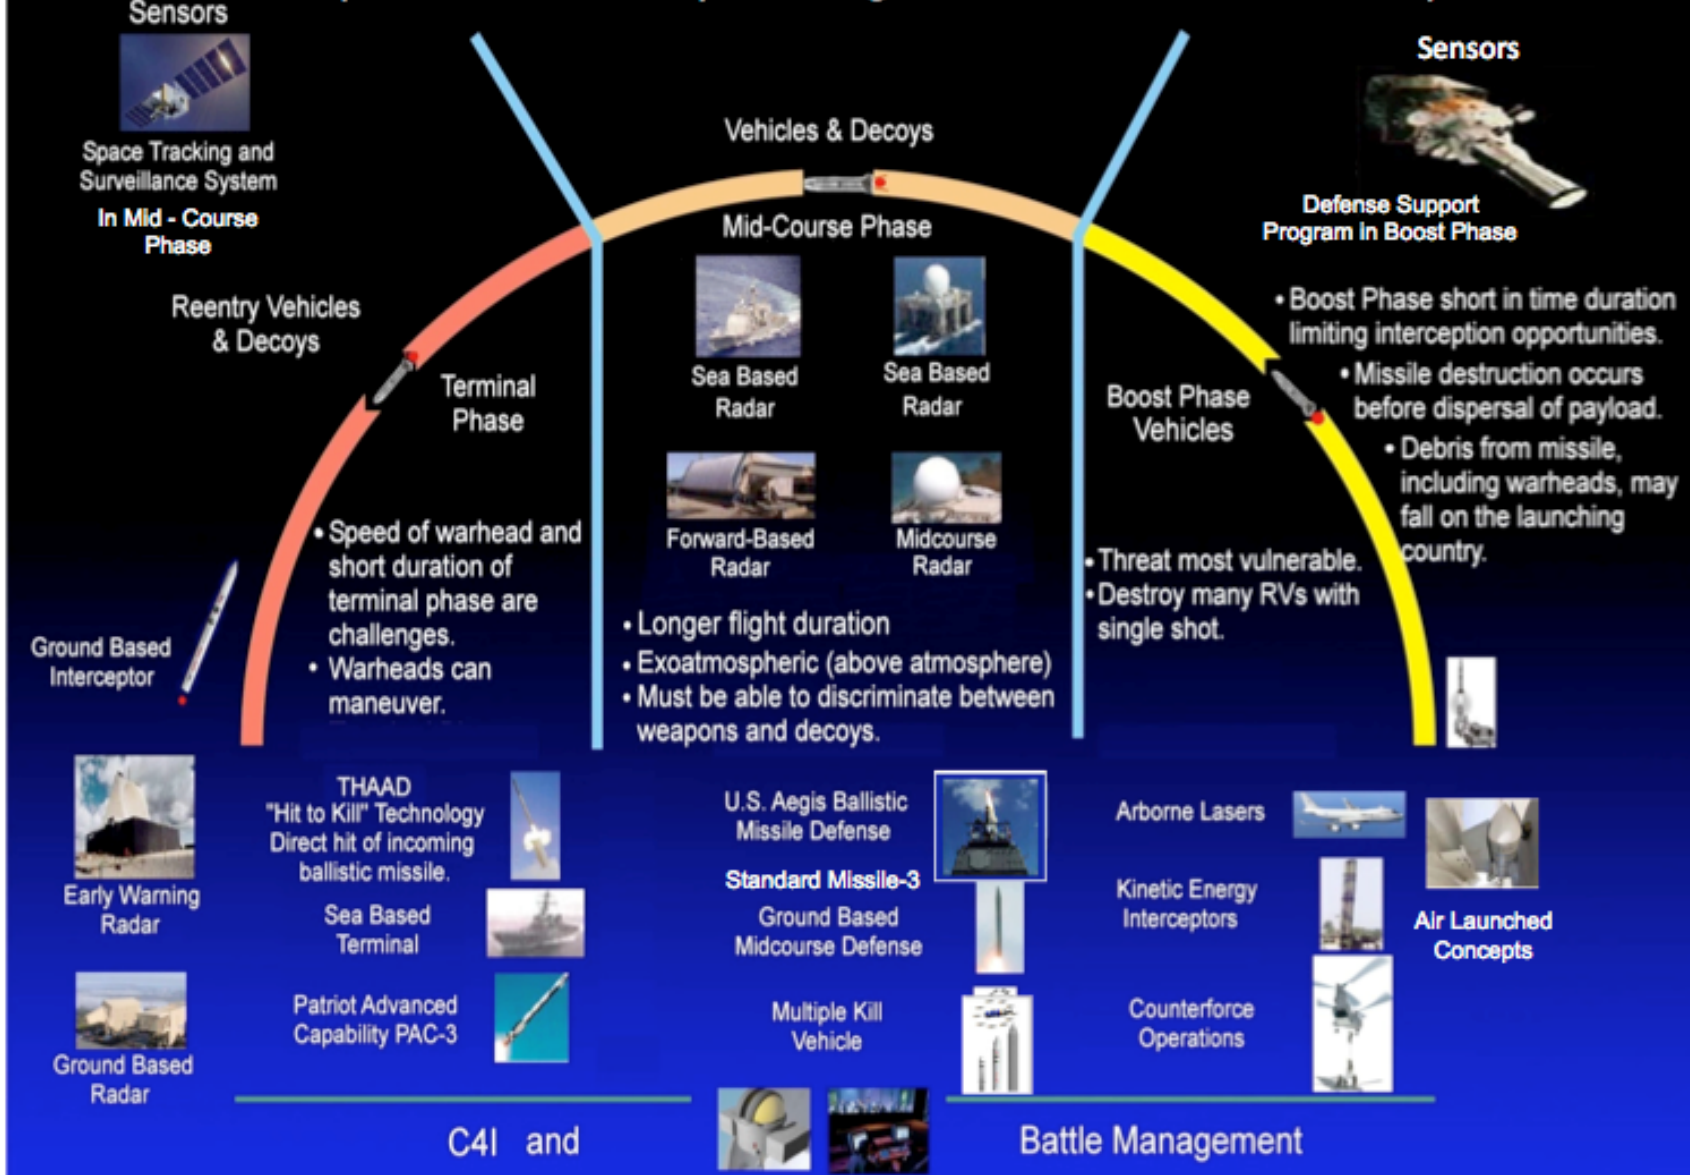 Sensors
Space Tracking and
Surveillance System
In Mid - Course
Phase
Reentry Vehicles
& Decoys
Terminal
Phase
• Speed of warhead and
short duration of
terminal phase are
challenges.
• Warheads can
maneuver.
Ground Based
Interceptor
Early Warning
Radar
Ground Based
Radar
THAAD
"Hit to Kill" Technology
Direct hit of incoming
ballistic missile.
Sea Based
Terminal
Patriot Advanced
Capability PAC-3
Vehicles & Decoys
Mid-Course Phase
Sea Based
Radar
Sea Based
Radar
Forward-Based
Radar
Midcourse
Radar
• Longer flight duration
• Exoatmospheric (above atmosphere)
• Must be able to discriminate between
weapons and decoys.
U.S. Aegis Ballistic
Missile Defense
Standard Missile-3
Ground Based
Midcourse Defense
Multiple Kill
Vehicle
Sensors
Defense Support
Program in Boost Phase
• Boost Phase short in time duration
limiting interception opportunities.
• Missile destruction occurs
before dispersal of payload.
• Debris from missile,
including warheads, may
fall on the launching
country.
Boost Phase
Vehicles
• Threat most vulnerable.
• Destroy many RVs with
single shot.
Arborne Lasers
Kinetic Energy
Interceptors
Air Launched
Concepts
Counterforce
Operations
C4I and
Battle Management